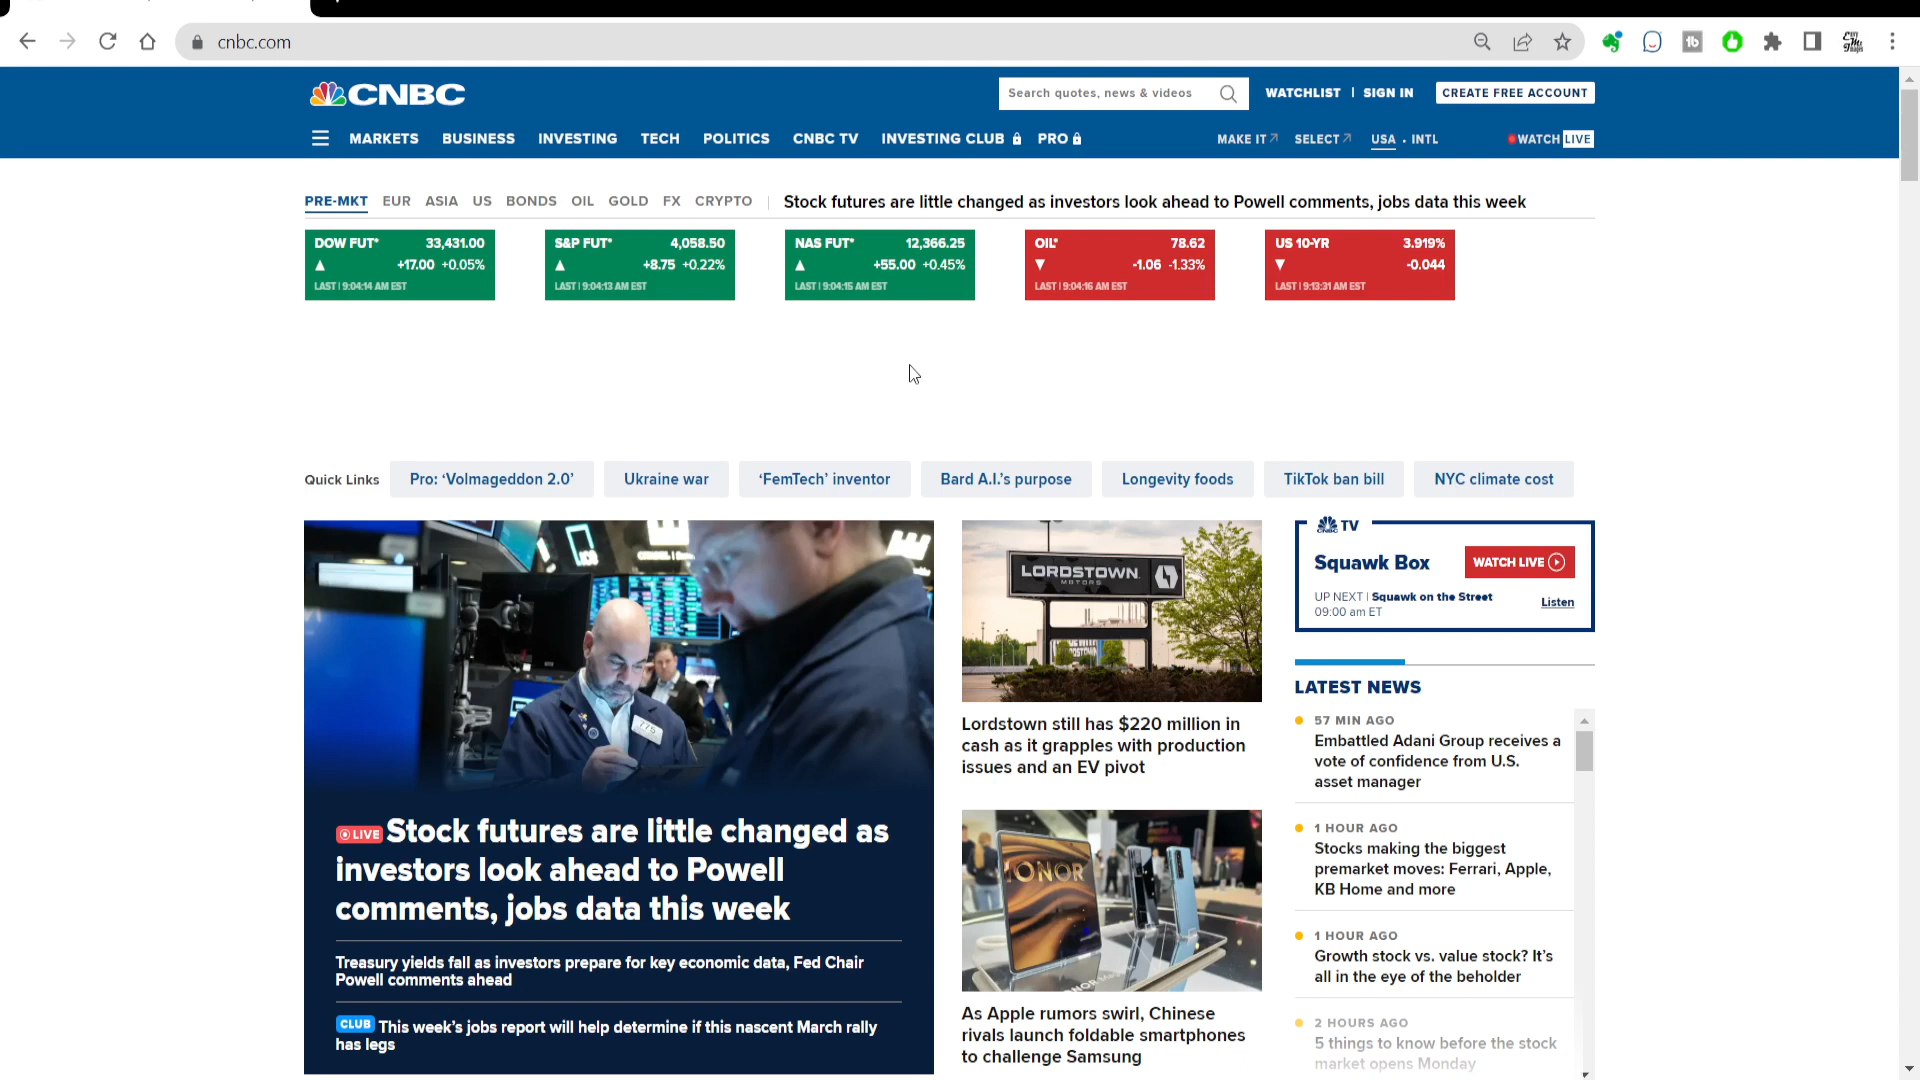 cnbc.com
CNBC
Search quotes, news & videos
WATCHLIST | SIGN IN
CREATE FREE ACCOUNT
MARKETS BUSINESS INVESTING TECH POLITICS CNBC TV INVESTING CLUB PRO
MAKE IT SELECT USA • INTL
WATCH LIVE
PRE-MKT EUR ASIA US BONDS OIL GOLD FX CRYPTO
Stock futures are little changed as investors look ahead to Powell comments, jobs data this week
DOW FUT* 33,431.00
+17.00 +0.05%
LAST | 9:04:14 AM EST
S&P FUT* 4,058.50
+8.75 +0.22%
LAST | 9:04:13 AM EST
NAS FUT* 12,366.25
+55.00 +0.45%
LAST | 9:04:15 AM EST
OIL* 78.62
-1.06 -1.33%
LAST | 9:04:16 AM EST
US 10-YR 3.919%
-0.044
LAST | 9:13:31 AM EST
Quick Links
Pro: ‘Volmageddon 2.0’
Ukraine war
‘FemTech’ inventor
Bard A.I.’s purpose
Longevity foods
TikTok ban bill
NYC climate cost
775
LIVE Stock futures are little changed as
investors look ahead to Powell
comments, jobs data this week
Treasury yields fall as investors prepare for key economic data, Fed Chair
Powell comments ahead
CLUB This week’s jobs report will help determine if this nascent March rally
has legs
LORDSTOWN
MOTORS
Lordstown still has $220 million in
cash as it grapples with production
issues and an EV pivot
HONOR
As Apple rumors swirl, Chinese
rivals launch foldable smartphones
to challenge Samsung
CNBC TV
Squawk Box
WATCH LIVE
UP NEXT | Squawk on the Street
09:00 am ET
Listen
LATEST NEWS
57 MIN AGO
Embattled Adani Group receives a
vote of confidence from U.S.
asset manager
1 HOUR AGO
Stocks making the biggest
premarket moves: Ferrari, Apple,
KB Home and more
1 HOUR AGO
Growth stock vs. value stock? It’s
all in the eye of the beholder
2 HOURS AGO
5 things to know before the stock
market opens Monday